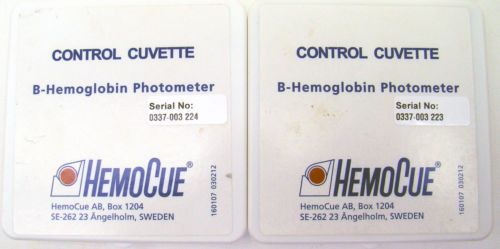 CONTROL CUVETTE
B-Hemoglobin Photometer
Serial No:
0337-003 224
HEMOCUE®
HemoCue AB, Box 1204
SE-262 23 Ängelholm, SWEDEN
160107 030212
CONTROL CUVETTE
B-Hemoglobin Photometer
Serial No:
0337-003 223
HEMOCUE®
HemoCue AB, Box 1204
SE-262 23 Ängelholm, SWEDEN
160107 030212